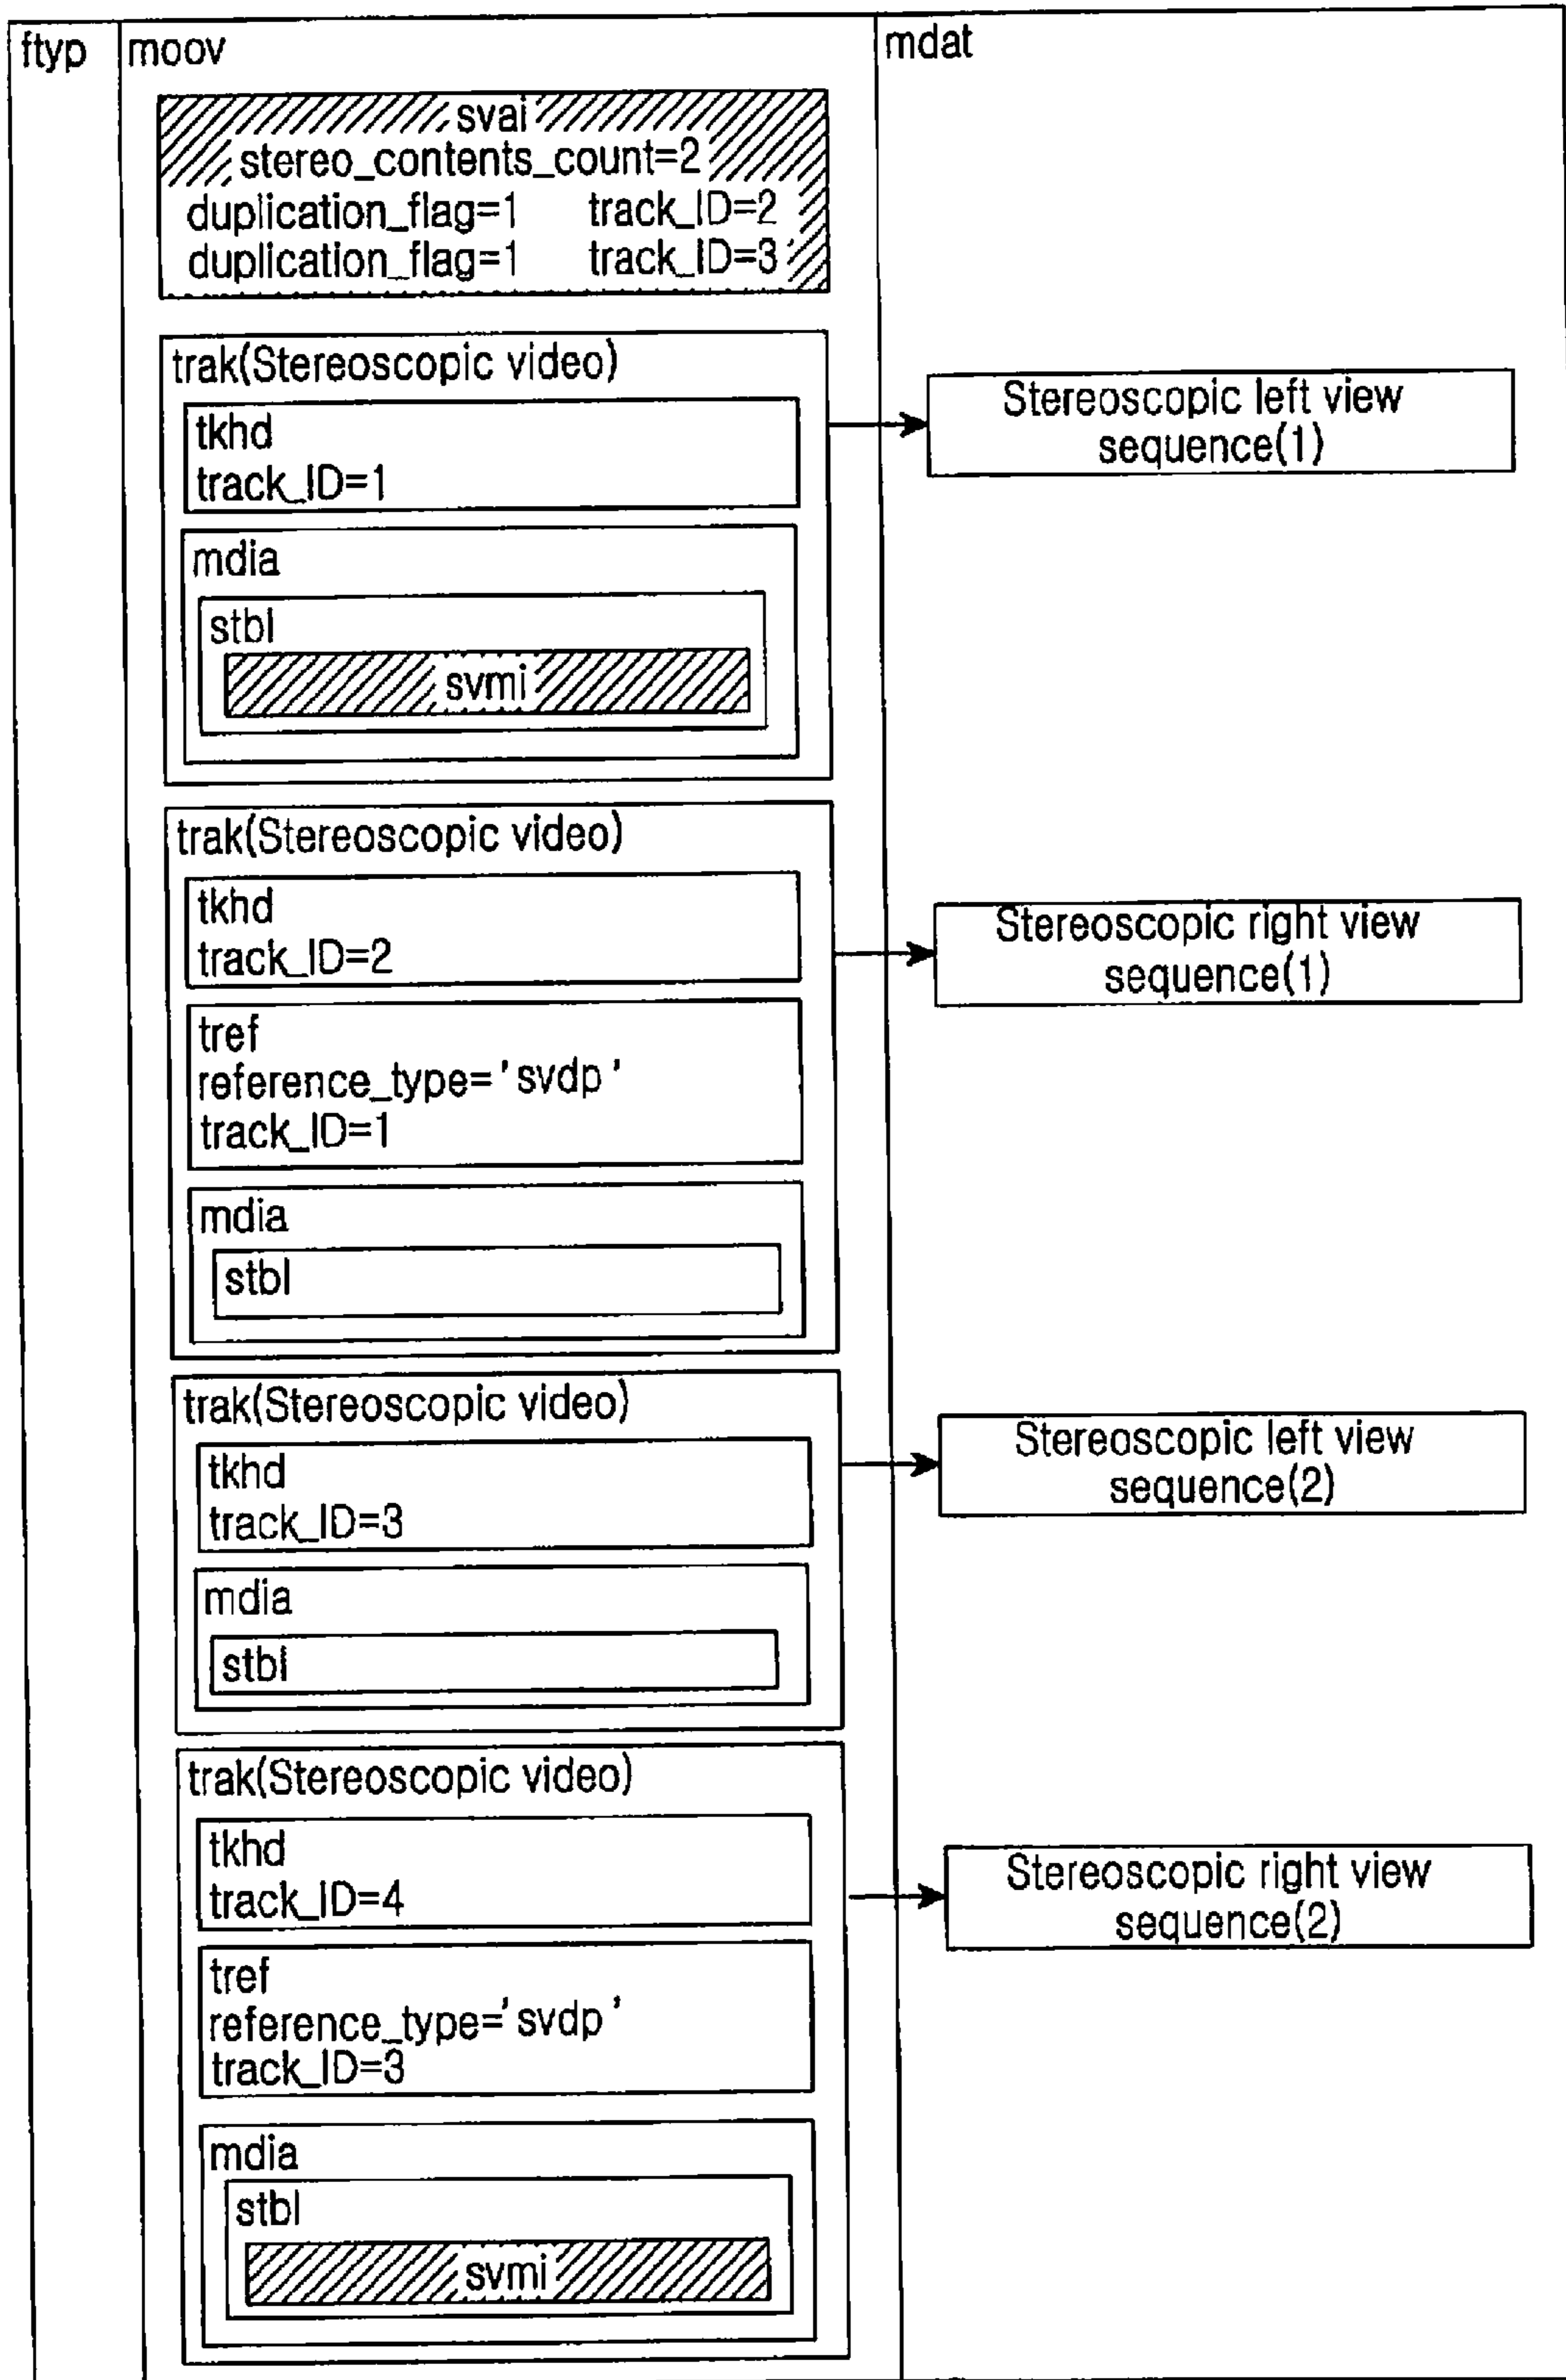 ftyp
moov
mdat
svai
stereo_contents_count=2
duplication_flag=1 track_ID=2
duplication_flag=1 track_ID=3
trak(Stereoscopic video)
tkhd
track_ID=1
mdia
stbl
svmi
Stereoscopic left view
sequence(1)
trak(Stereoscopic video)
tkhd
track_ID=2
tref
reference_type='svdp'
track_ID=1
mdia
stbl
Stereoscopic right view
sequence(1)
trak(Stereoscopic video)
tkhd
track_ID=3
mdia
stbl
Stereoscopic left view
sequence(2)
trak(Stereoscopic video)
tkhd
track_ID=4
tref
reference_type='svdp'
track_ID=3
mdia
stbl
svmi
Stereoscopic right view
sequence(2)